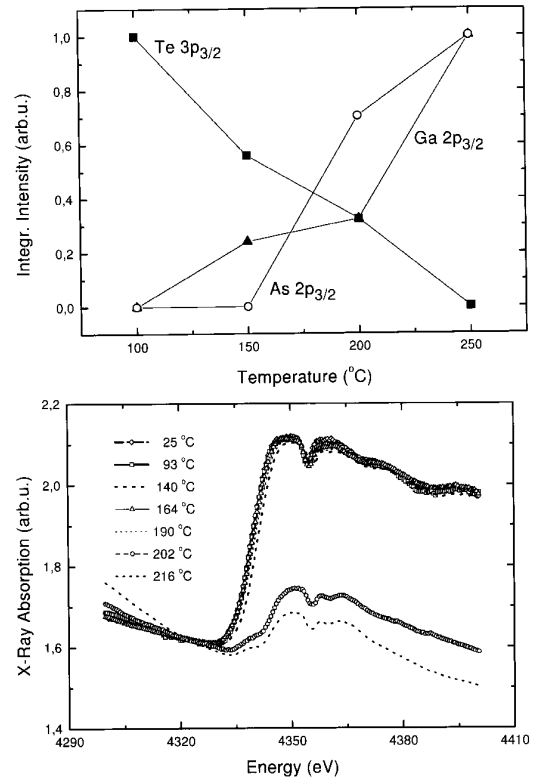 1,0
0,8
0,6
0,4
0,2
0,0
Integr. Intensity (arb.u.)
Te 3p3/2
Ga 2p3/2
As 2p3/2
100 150 200 250
Temperature (°C)
2,2
2,0
1,8
1,6
1,4
X-Ray Absorption (arb.u.)
25 °C
93 °C
140 °C
164 °C
190 °C
202 °C
216 °C
4290 4320 4350 4380 4410
Energy (eV)